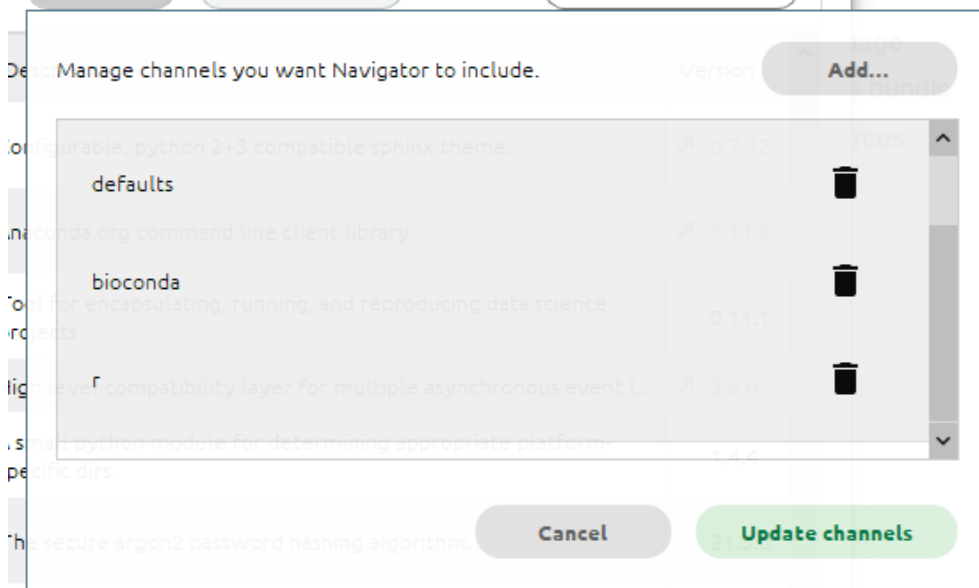 Manage channels you want Navigator to include.
Version
Add...
s bundle
configurable, python 2+3 compatible sphinx theme.
0.7.12
rces
defaults
anaconda.org command line client library
1.11.2
bioconda
Tool for encapsulating, running, and reproducing data science
projects
0.11.1
r
High level compatibility layer for multiple asynchronous event l...
3.5.0
A small python module for determining appropriate platform-
specific dirs.
1.4.4
The secure argon2 password hashing algorithm.
Cancel
Update channels